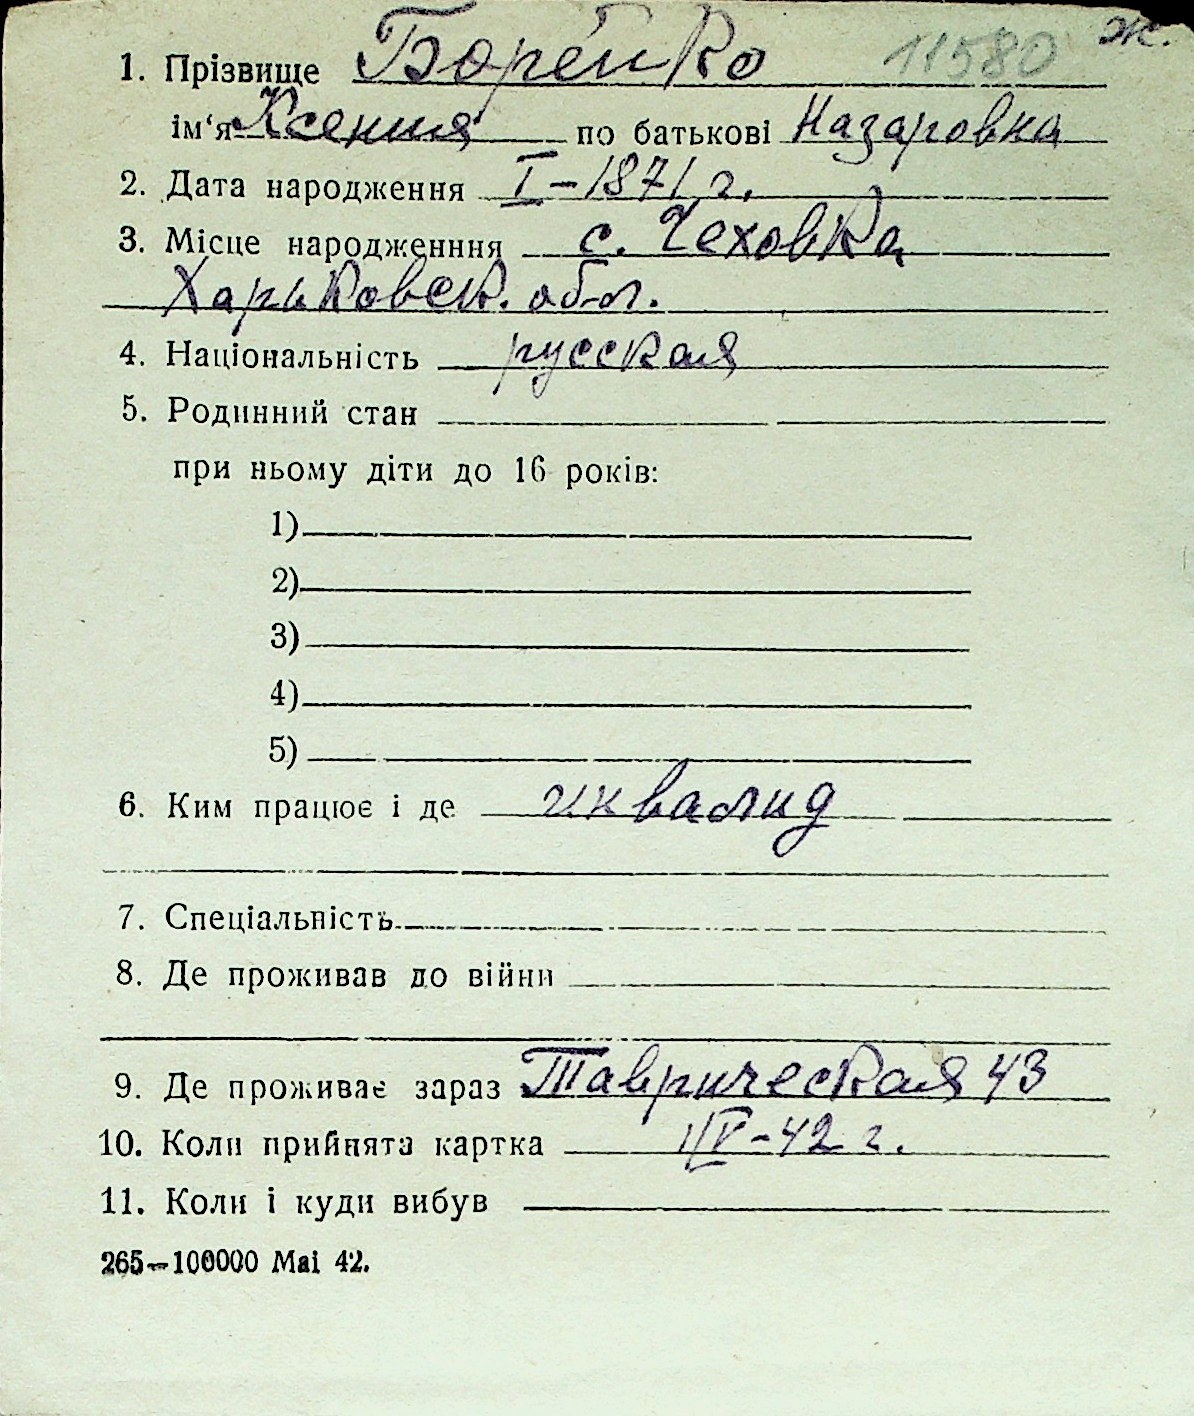 ж.
1. Прізвище Борейко 11580
ім'я Ксения по батькові Назаровна
2. Дата народження I-1871 г.
3. Місце народженння с. Чеховка
Харьковск. обл.
4. Національність русская
5. Родинний стан
при ньому діти до 16 років:
1)
2)
3)
4)
5)
6. Ким працює і де инвалид
7. Спеціальність
8. Де проживав до війни
9. Де проживає зараз Таврическая 43
10. Коли прийнята картка 1/V-42 г.
11. Коли і куди вибув
265—100000 Mai 42.